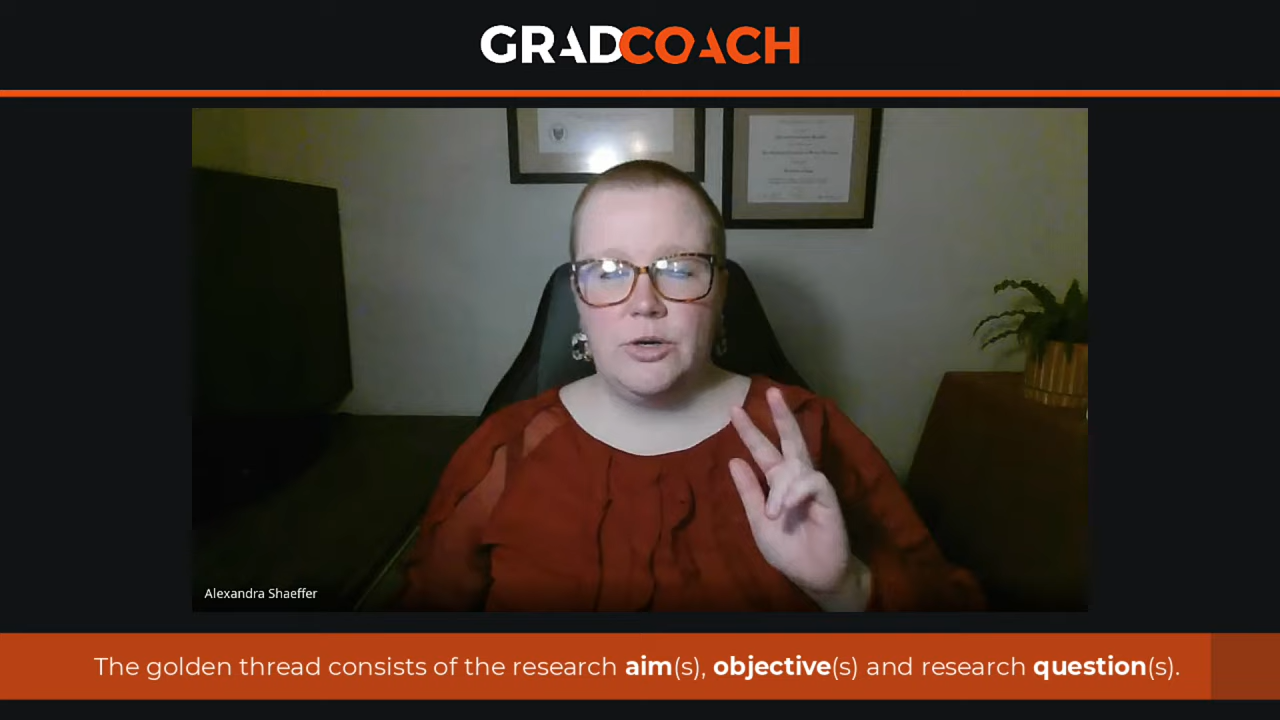 GRADCOACH
Alexandra Shaeffer
The golden thread consists of the research aim(s), objective(s) and research question(s).